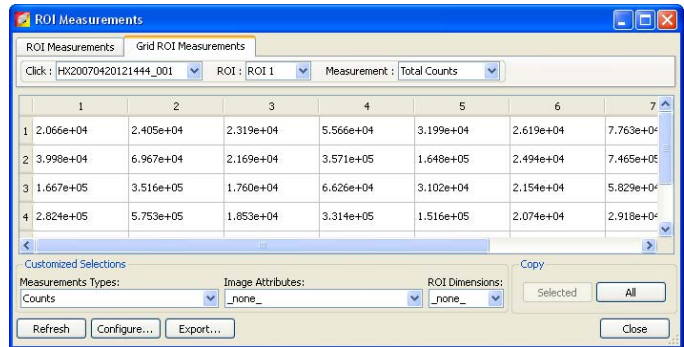 ROI Measurements
ROI Measurements Grid ROI Measurements
Click : HX20070420121444_001 ROI : ROI 1 Measurement : Total Counts
1 2 3 4 5 6 7
1 2.066e+04 2.405e+04 2.319e+04 5.566e+04 3.199e+04 2.619e+04 7.763e+04
2 3.998e+04 6.967e+04 2.169e+04 3.571e+05 1.648e+05 2.494e+04 7.465e+05
3 1.667e+05 3.516e+05 1.760e+04 6.626e+04 3.102e+04 2.154e+04 5.829e+04
4 2.824e+05 5.753e+05 1.853e+04 3.314e+05 1.516e+05 2.074e+04 2.918e+04
Customized Selections Copy
Measurements Types: Image Attributes: ROI Dimensions:
Counts _none_ _none_ Selected All
Refresh Configure... Export... Close